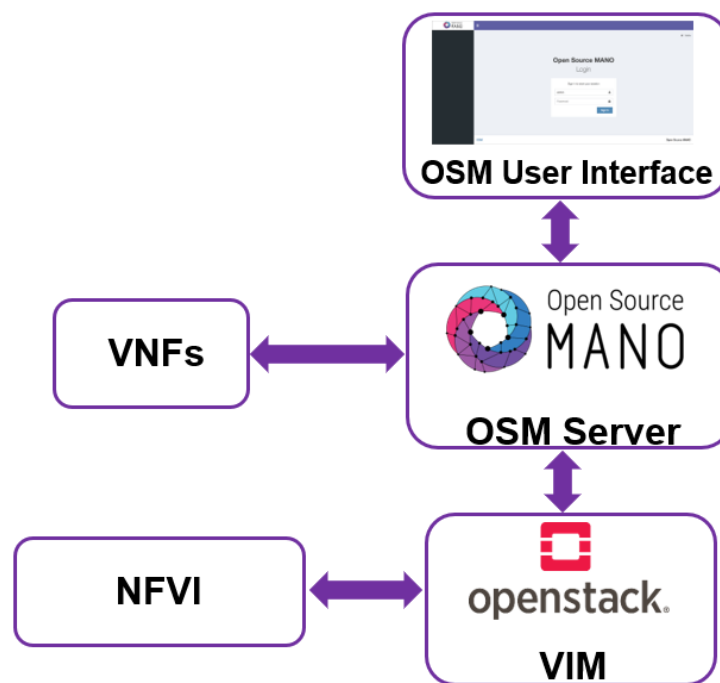 Open Source MANO
Login
OSM User Interface
Open Source
MANO
OSM Server
VNFs
openstack.
VIM
NFVI